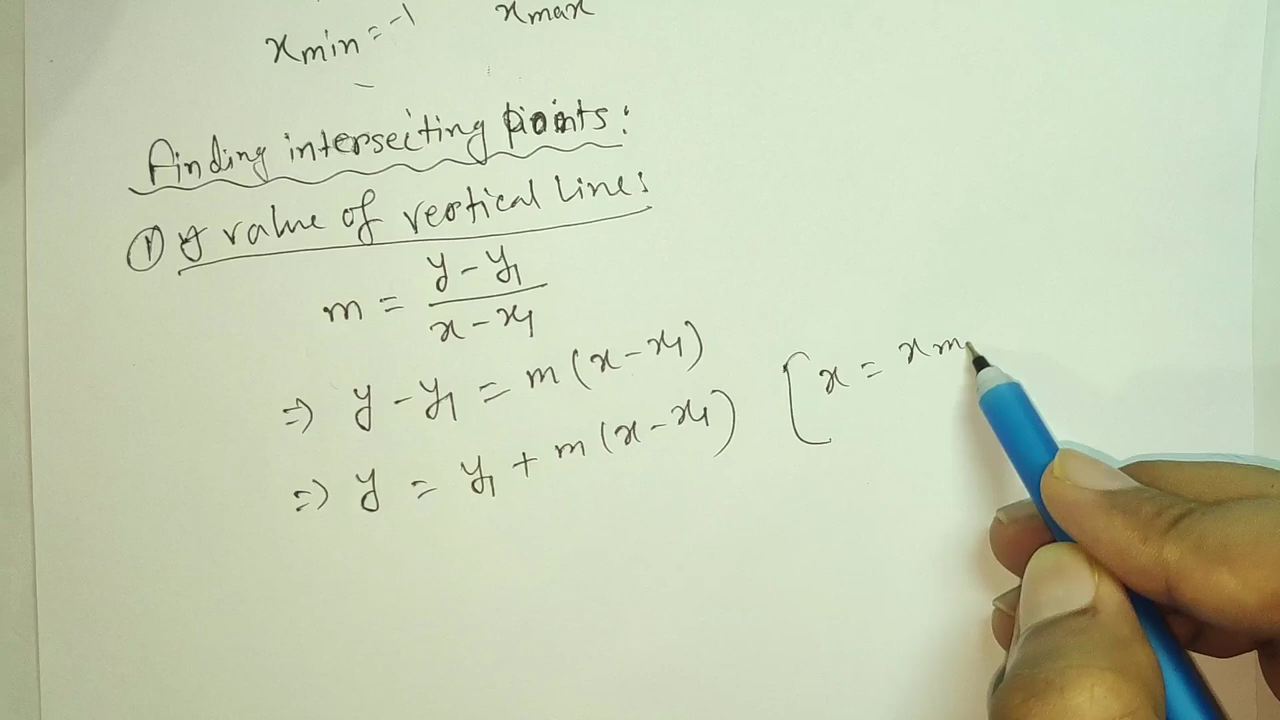 xmin = -1 xmax
Finding intersecting points:
① y value of vertical Lines
m = y - y₁ / x - x₁
⇒ y - y₁ = m(x - x₁)
⇒ y = y₁ + m(x - x₁) [x = xm